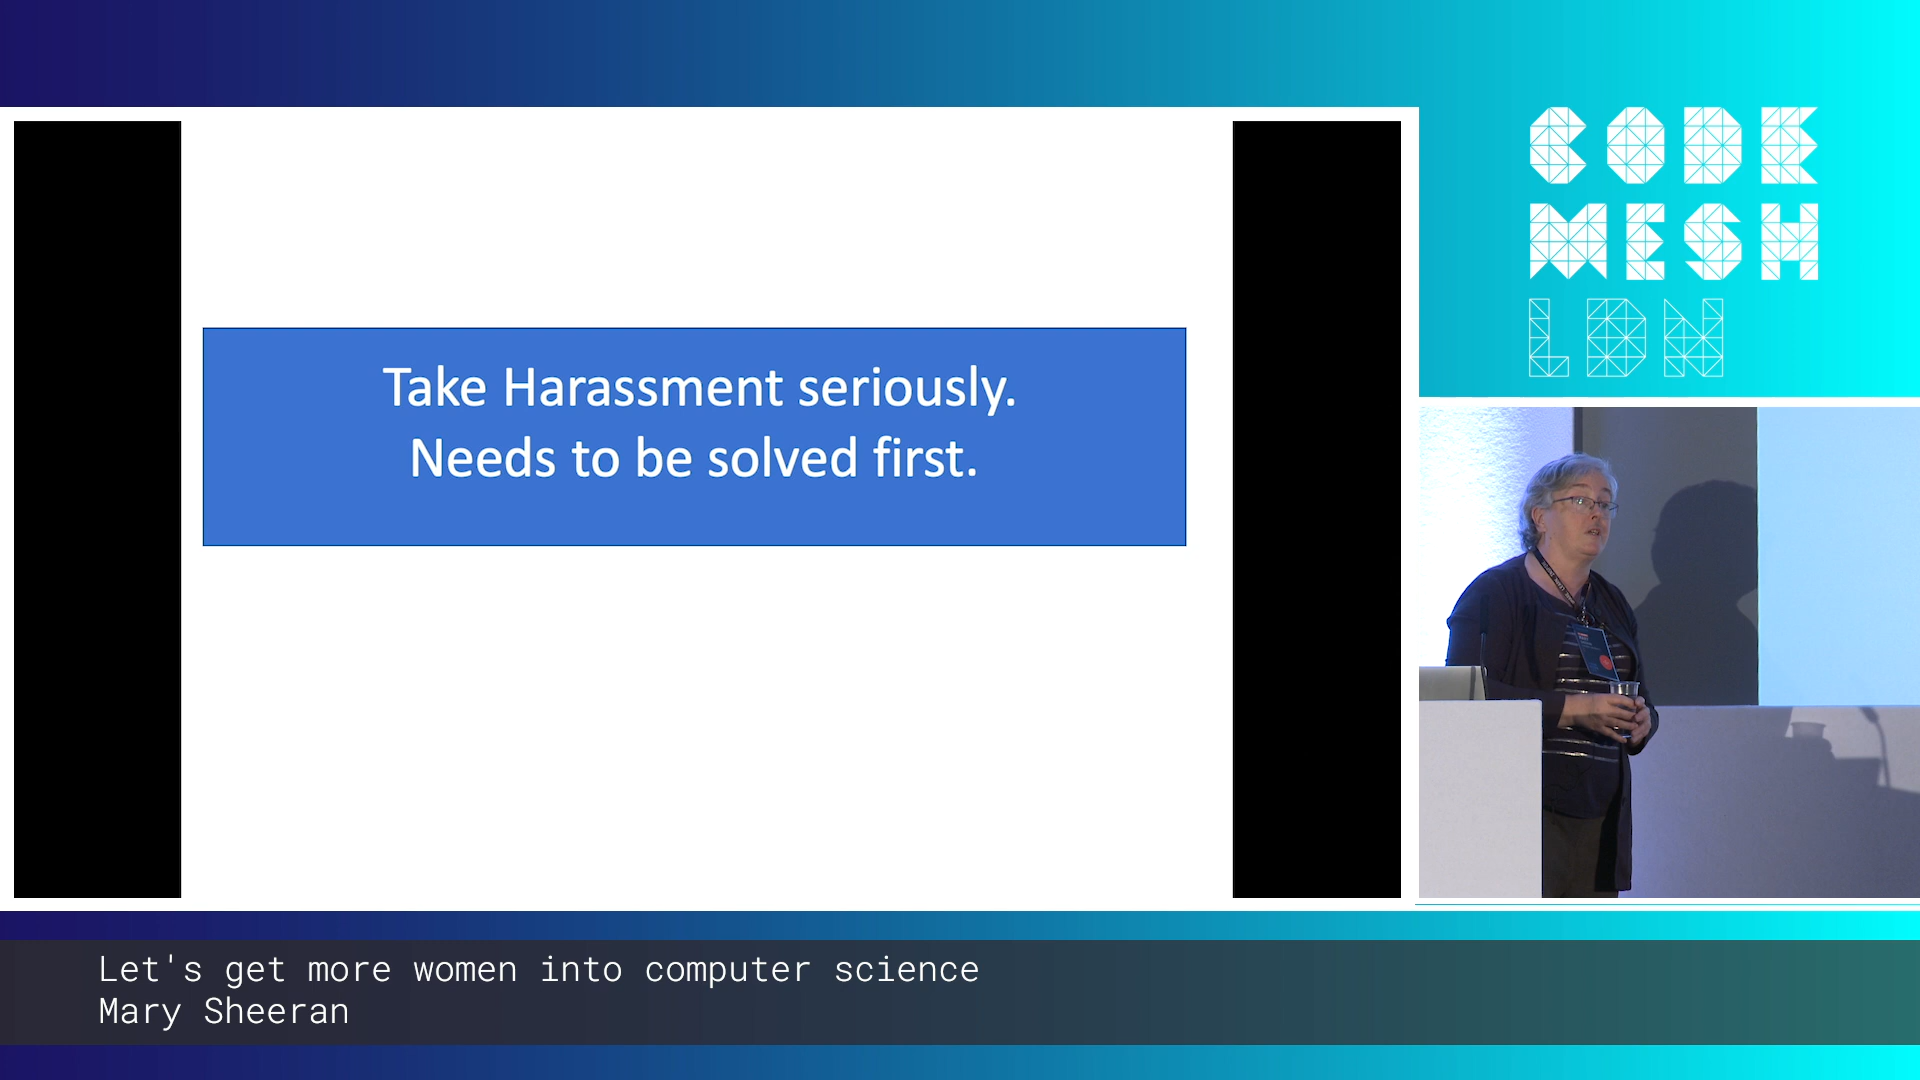 Take Harassment seriously.
Needs to be solved first.
CODE
MESH
LDN
Let's get more women into computer science
Mary Sheeran